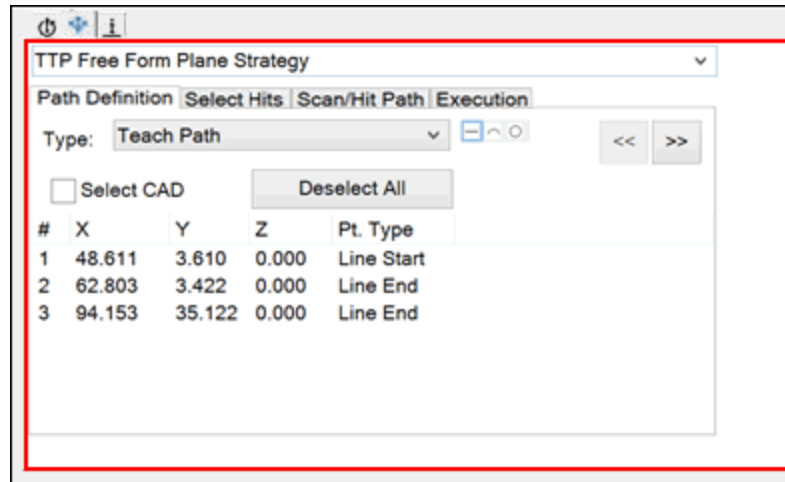 TTP Free Form Plane Strategy
Path Definition Select Hits Scan/Hit Path Execution
Type: Teach Path << >>
Select CAD Deselect All
# X Y Z Pt. Type
1 48.611 3.610 0.000 Line Start
2 62.803 3.422 0.000 Line End
3 94.153 35.122 0.000 Line End